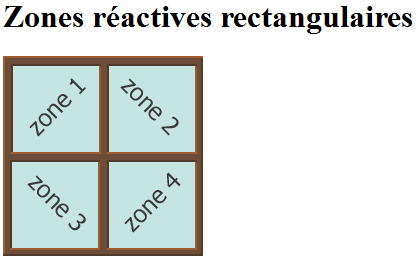 Zones réactives rectangulaires
zone 1
zone 2
zone 3
zone 4